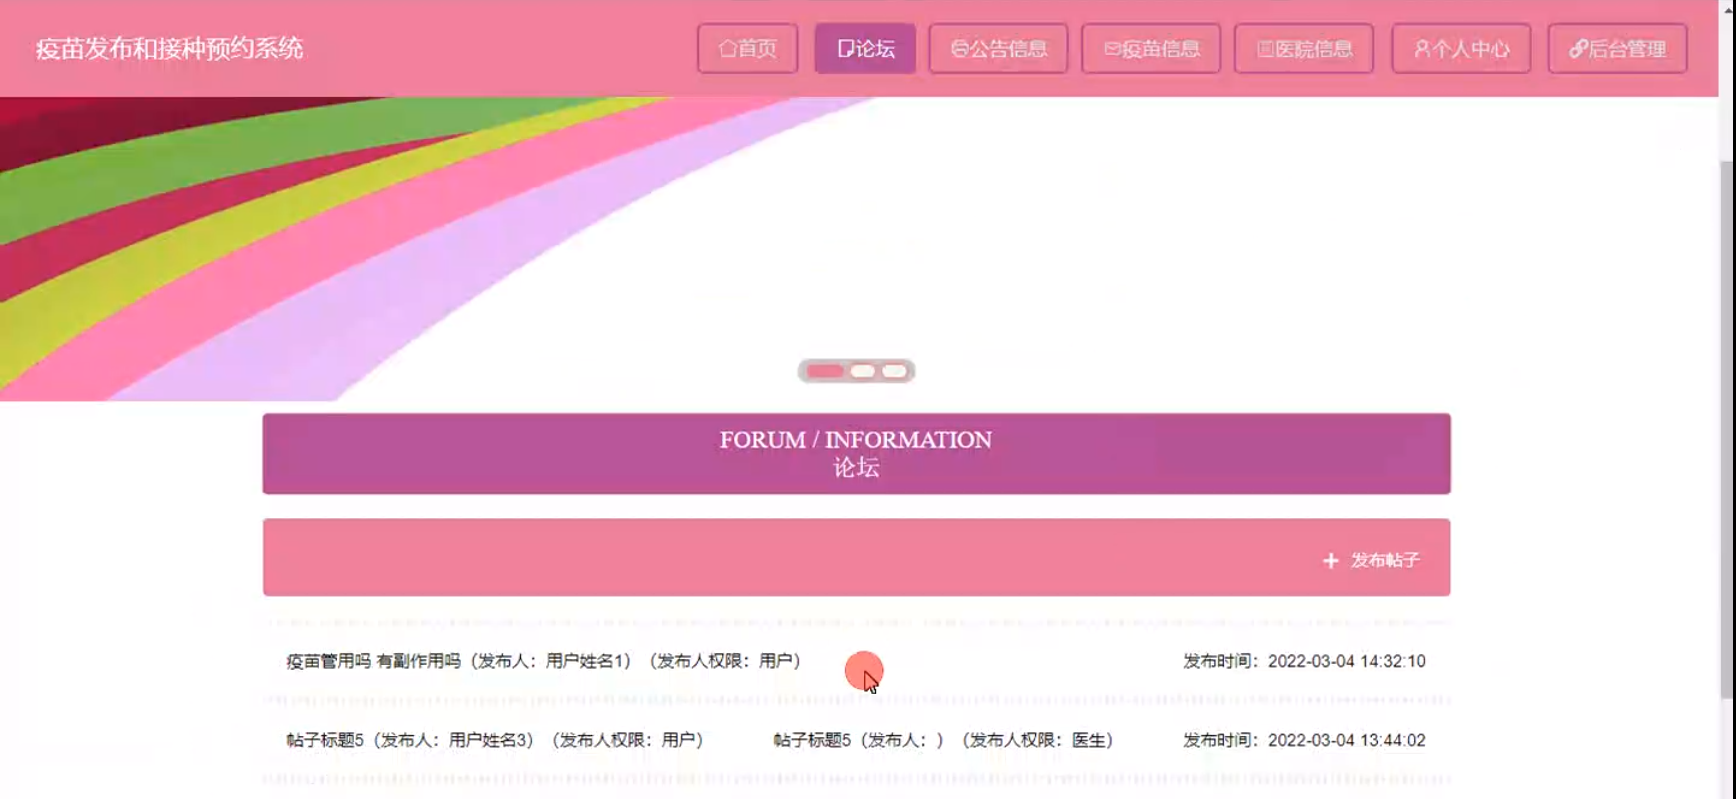 疫苗发布和接种预约系统
首页
论坛
公告信息
疫苗信息
医院信息
个人中心
后台管理
FORUM / INFORMATION
论坛
+ 发布帖子
疫苗管用吗 有副作用吗（发布人：用户姓名1）（发布人权限：用户） 发布时间：2022-03-04 14:32:10
帖子标题5（发布人：用户姓名3）（发布人权限：用户） 帖子标题5（发布人：）（发布人权限：医生） 发布时间：2022-03-04 13:44:02